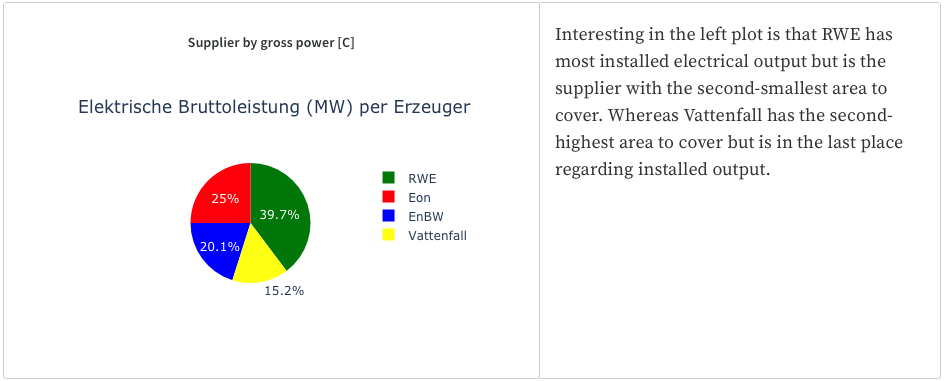 Supplier by gross power [C]
Elektrische Bruttoleistung (MW) per Erzeuger
25%
39.7%
20.1%
15.2%
RWE
Eon
EnBW
Vattenfall
Interesting in the left plot is that RWE has
most installed electrical output but is the
supplier with the second-smallest area to
cover. Whereas Vattenfall has the second-
highest area to cover but is in the last place
regarding installed output.